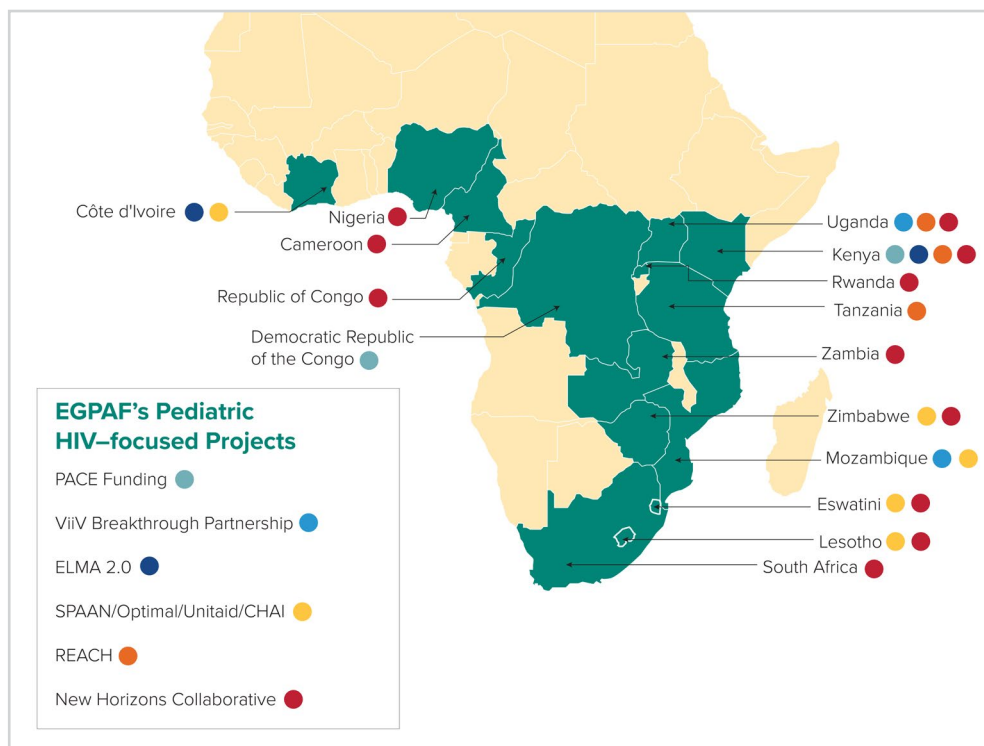 Côte d'Ivoire
Nigeria
Cameroon
Republic of Congo
Democratic Republic
of the Congo
Uganda
Kenya
Rwanda
Tanzania
Zambia
Zimbabwe
Mozambique
Eswatini
Lesotho
South Africa
EGPAF's Pediatric
HIV–focused Projects
PACE Funding
ViiV Breakthrough Partnership
ELMA 2.0
SPAAN/Optimal/Unitaid/CHAI
REACH
New Horizons Collaborative